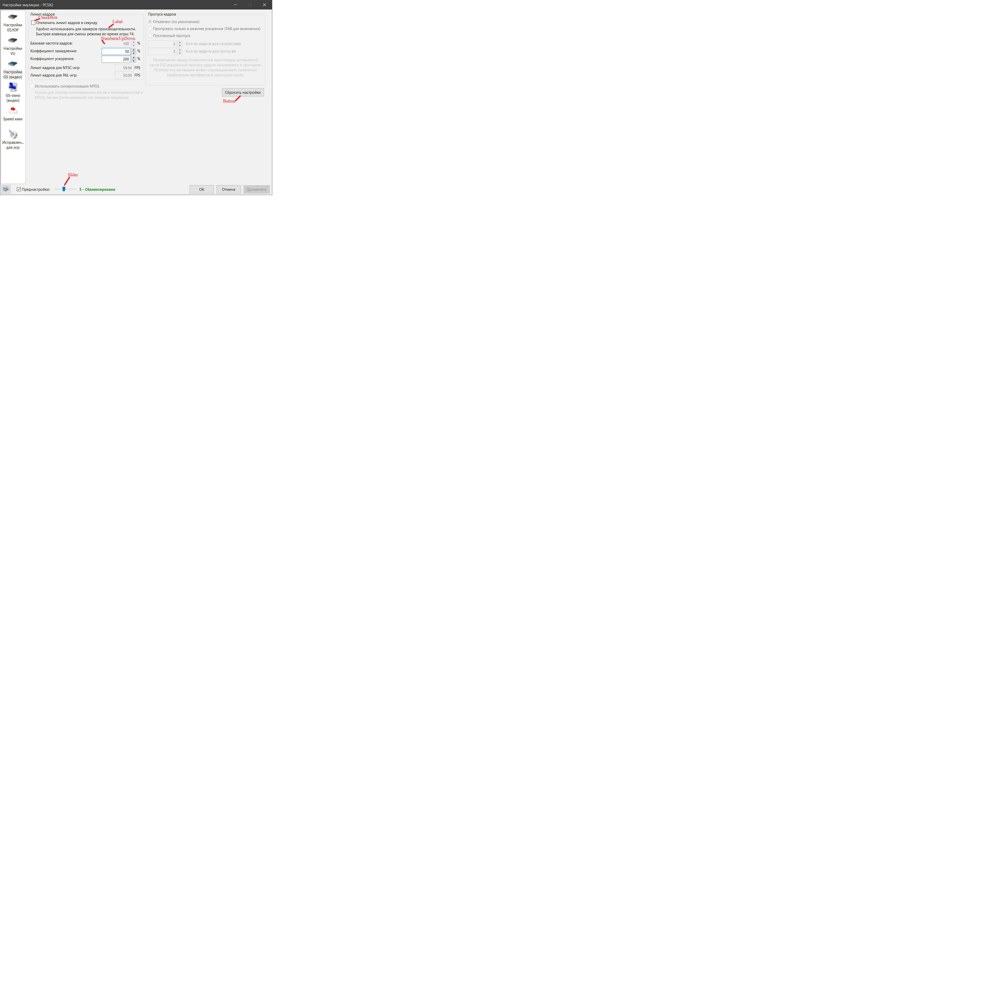 Настройки эмуляции - PCSX2
Настройки
EE/IOP
Настройки
VU
Настройки
GS (видео)
GS-окно
(видео)
Speed хаки
Исправлен...
для игр
Лимит кадров
CheckBox
Отключить лимит кадров в секунду
Label
Удобно использовать для замеров производительности.
Быстрая клавиша для смены режима во время игры: F4.
NumbericUpDown
Базовая частота кадров: 100 %
Коэффициент замедления: 50 %
Коэффициент ускорения: 200 %
Лимит кадров для NTSC-игр: 59.94 FPS
Лимит кадров для PAL-игр: 50.00 FPS
Использовать синхронизацию MTGS
Только для поиска потенциальных багов и неисправностей в
MTGS, так как (потенциально) это слишком медленно.
Пропуск кадров
Отключен (по умолчанию)
Пропускать только в режиме ускорения (TAB для включения)
Постоянный пропуск
2 Кол-во кадров для прорисовки
2 Кол-во кадров для пропуска
Примечание: ввиду особенностей архитектуры аппаратной
части PS2 аккуратный пропуск кадров невозможен в принципе.
Поэтому его активация может спровоцировать появление
графических артефактов в некоторых играх.
Сбросить настройки
Button
Slider
Преднастройки: 3 - Сбалансировано
ОК
Отмена
Применить